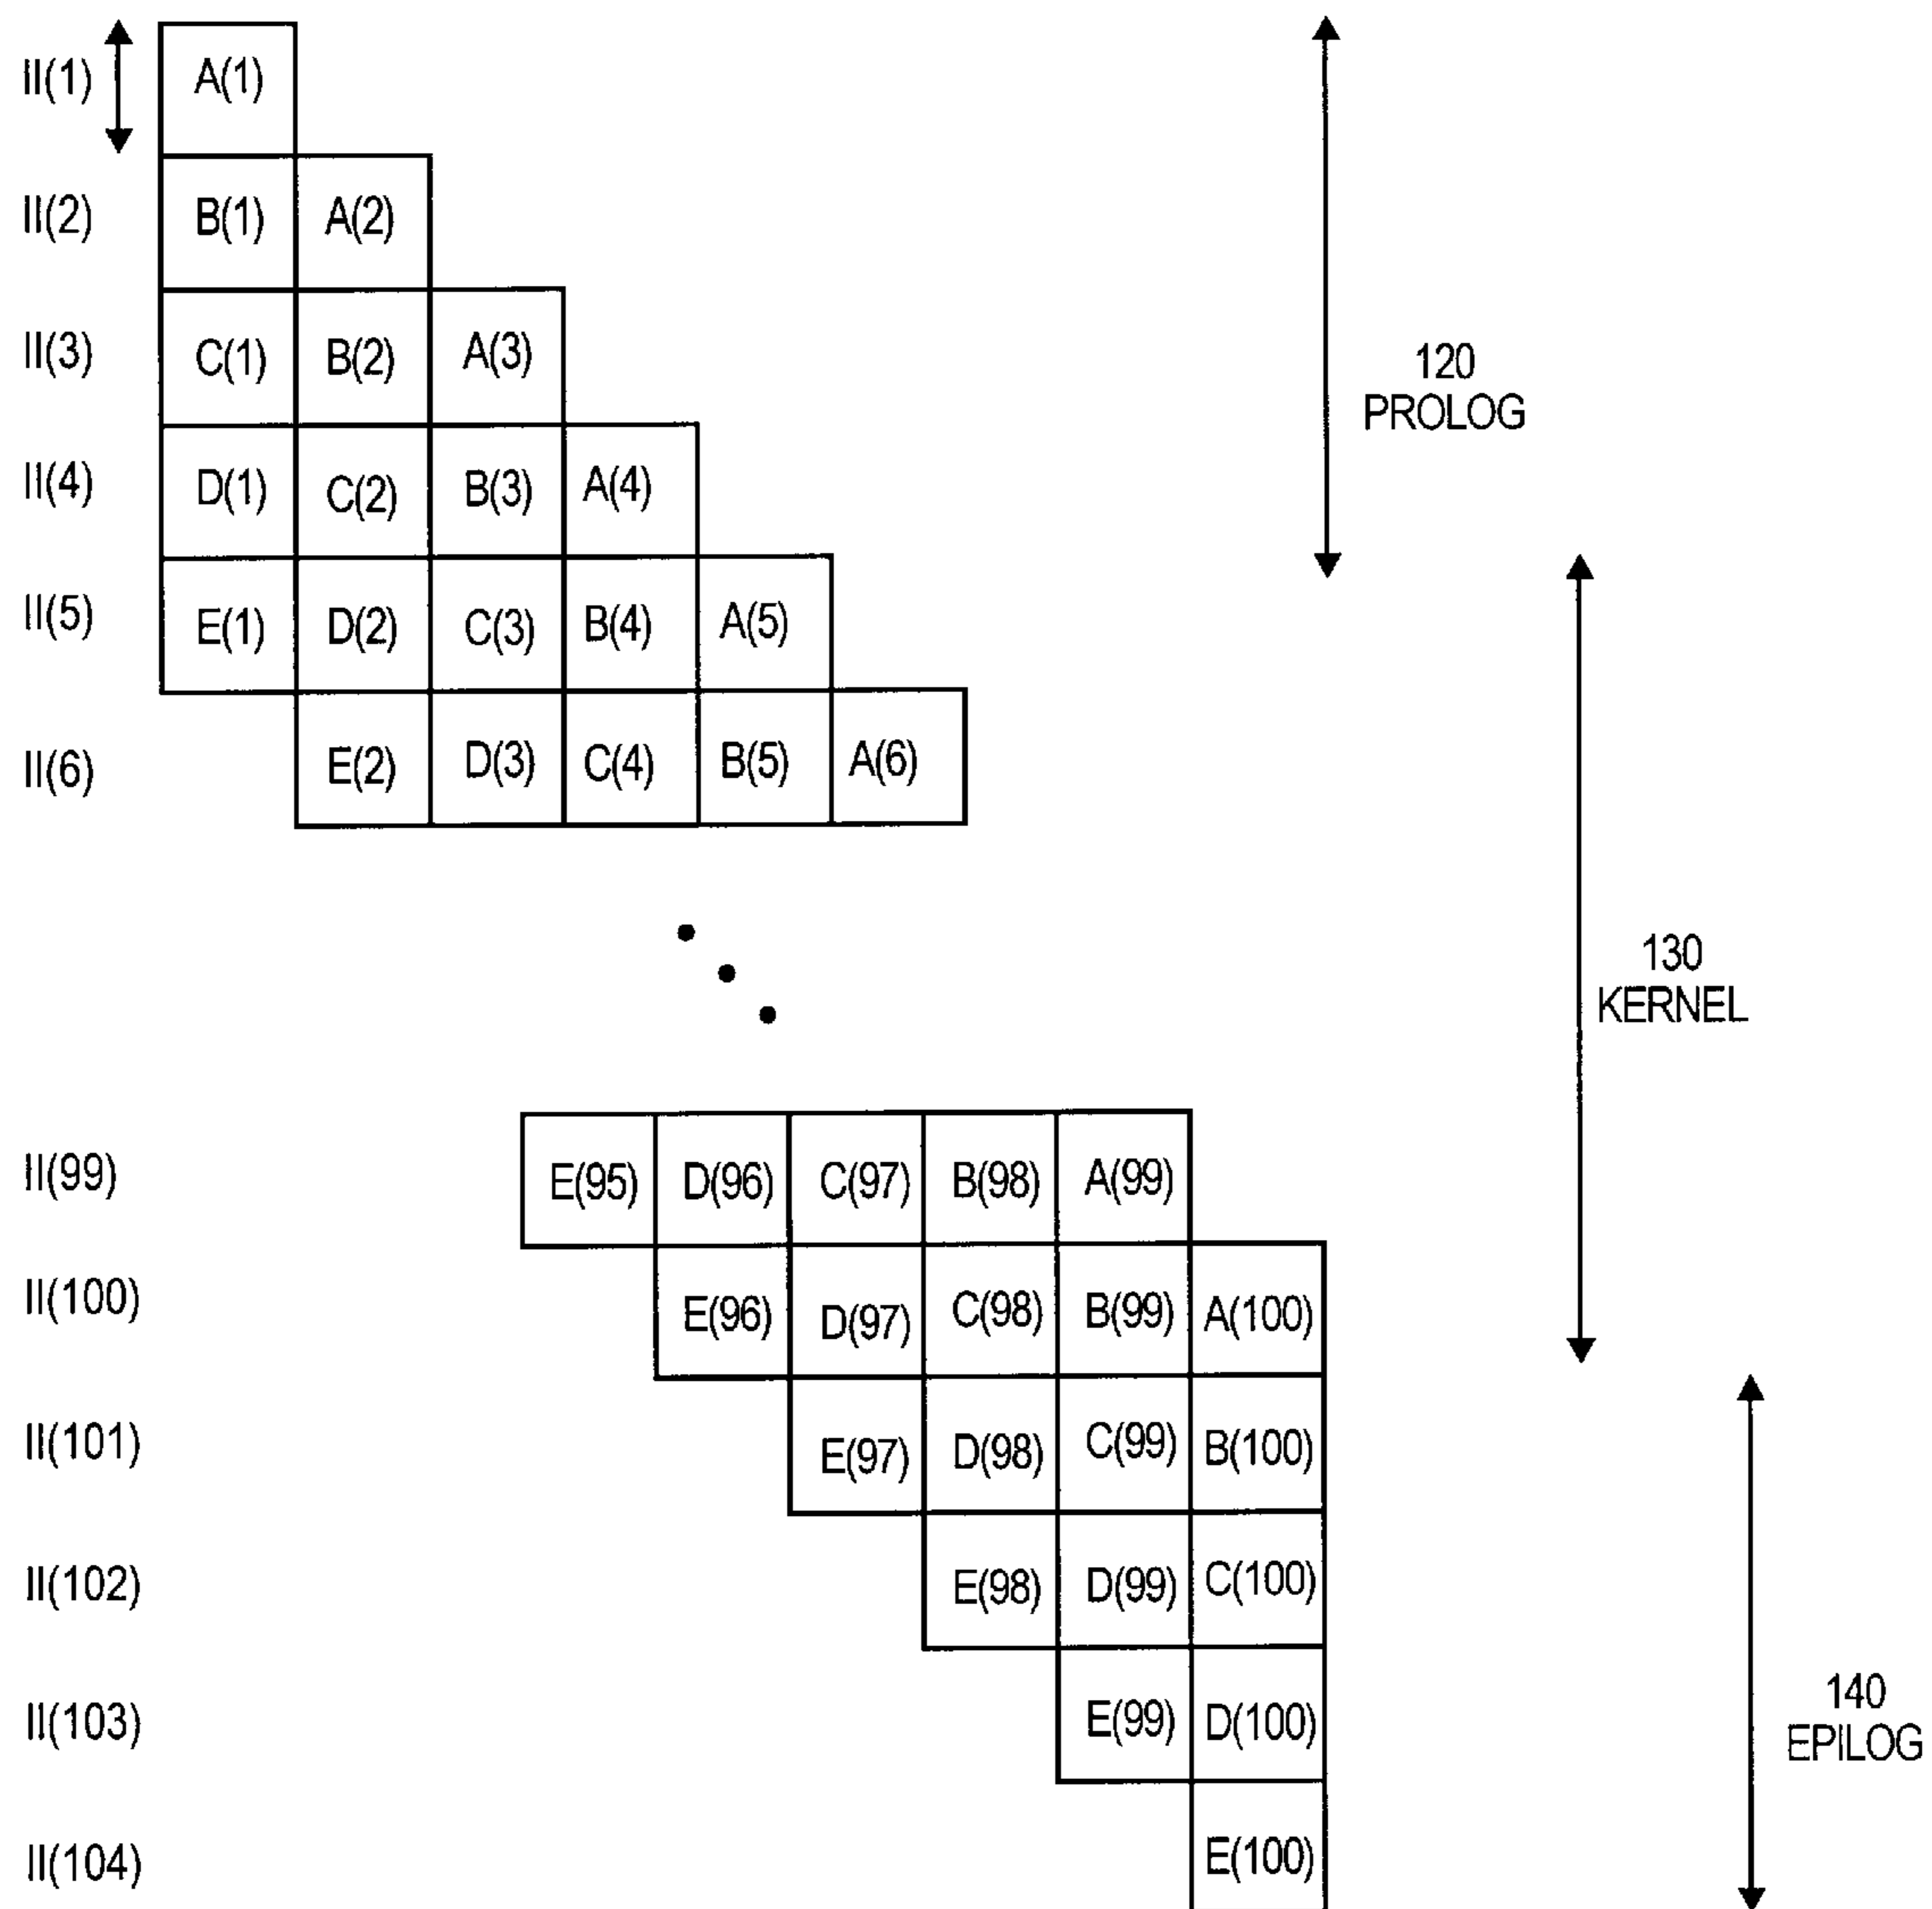 II(1) A(1)
II(2) B(1) A(2)
II(3) C(1) B(2) A(3)
120
PROLOG
II(4) D(1) C(2) B(3) A(4)
II(5) E(1) D(2) C(3) B(4) A(5)
II(6) E(2) D(3) C(4) B(5) A(6)
130
KERNEL
II(99) E(95) D(96) C(97) B(98) A(99)
II(100) E(96) D(97) C(98) B(99) A(100)
II(101) E(97) D(98) C(99) B(100)
II(102) E(98) D(99) C(100)
II(103) E(99) D(100)
140
EPILOG
II(104) E(100)